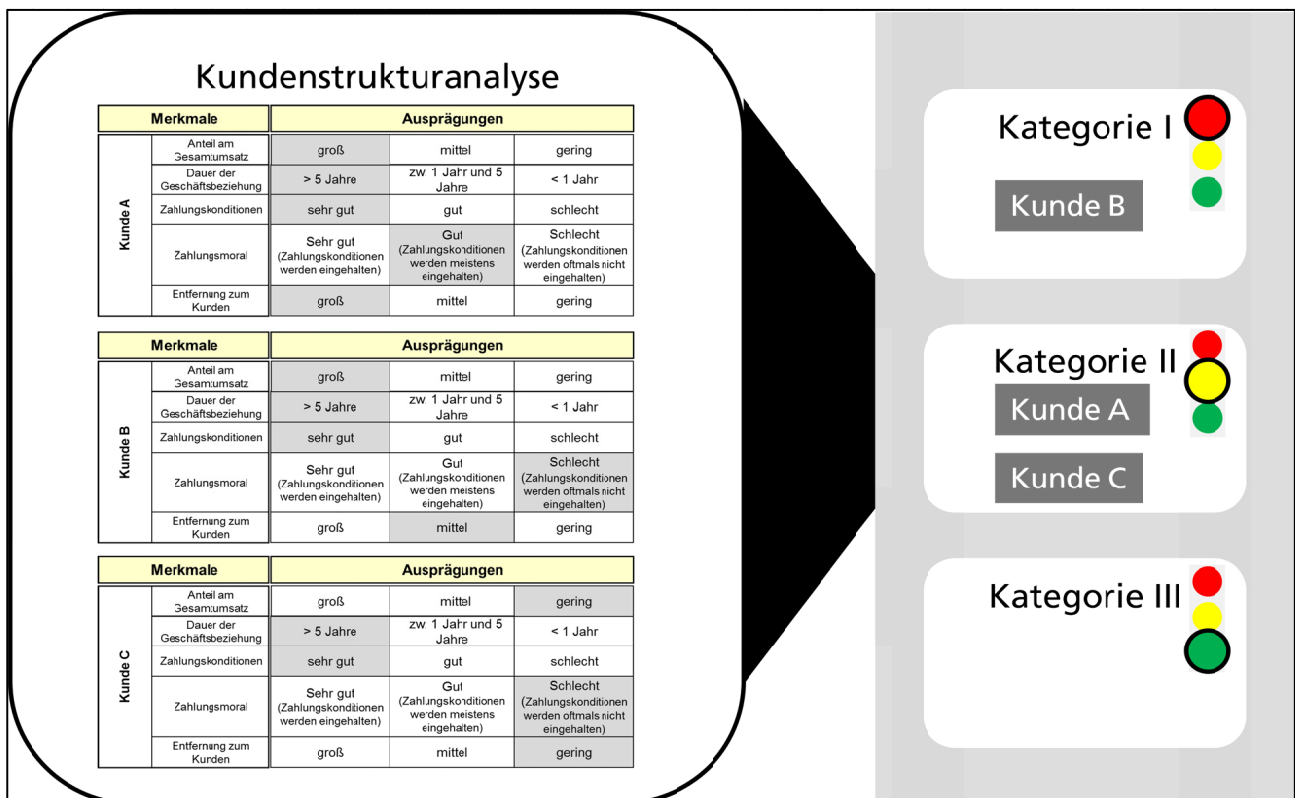 Kundenstrukturanalyse
Merkmale Ausprägungen
Kunde A
Anteil am
Gesamtumsatz
groß mittel gering
Dauer der
Geschäftsbeziehung
> 5 Jahre
zw. 1 Jahr und 5
Jahre
< 1 Jahr
Zahlungskonditionen sehr gut gut schlecht
Zahlungsmoral
Sehr gut
(Zahlungskonditionen
werden eingehalten)
Gut
(Zahlungskonditionen
werden meistens
eingehalten)
Schlecht
(Zahlungskonditionen
werden oftmals nicht
eingehalten)
Entfernung zum
Kunden
groß mittel gering
Merkmale Ausprägungen
Kunde B
Anteil am
Gesamtumsatz
groß mittel gering
Dauer der
Geschäftsbeziehung
> 5 Jahre
zw. 1 Jahr und 5
Jahre
< 1 Jahr
Zahlungskonditionen sehr gut gut schlecht
Zahlungsmoral
Sehr gut
(Zahlungskonditionen
werden eingehalten)
Gut
(Zahlungskonditionen
werden meistens
eingehalten)
Schlecht
(Zahlungskonditionen
werden oftmals nicht
eingehalten)
Entfernung zum
Kunden
groß mittel gering
Merkmale Ausprägungen
Kunde C
Anteil am
Gesamtumsatz
groß mittel gering
Dauer der
Geschäftsbeziehung
> 5 Jahre
zw. 1 Jahr und 5
Jahre
< 1 Jahr
Zahlungskonditionen sehr gut gut schlecht
Zahlungsmoral
Sehr gut
(Zahlungskonditionen
werden eingehalten)
Gut
(Zahlungskonditionen
werden meistens
eingehalten)
Schlecht
(Zahlungskonditionen
werden oftmals nicht
eingehalten)
Entfernung zum
Kunden
groß mittel gering
Kategorie I
Kunde B
Kategorie II
Kunde A
Kunde C
Kategorie III